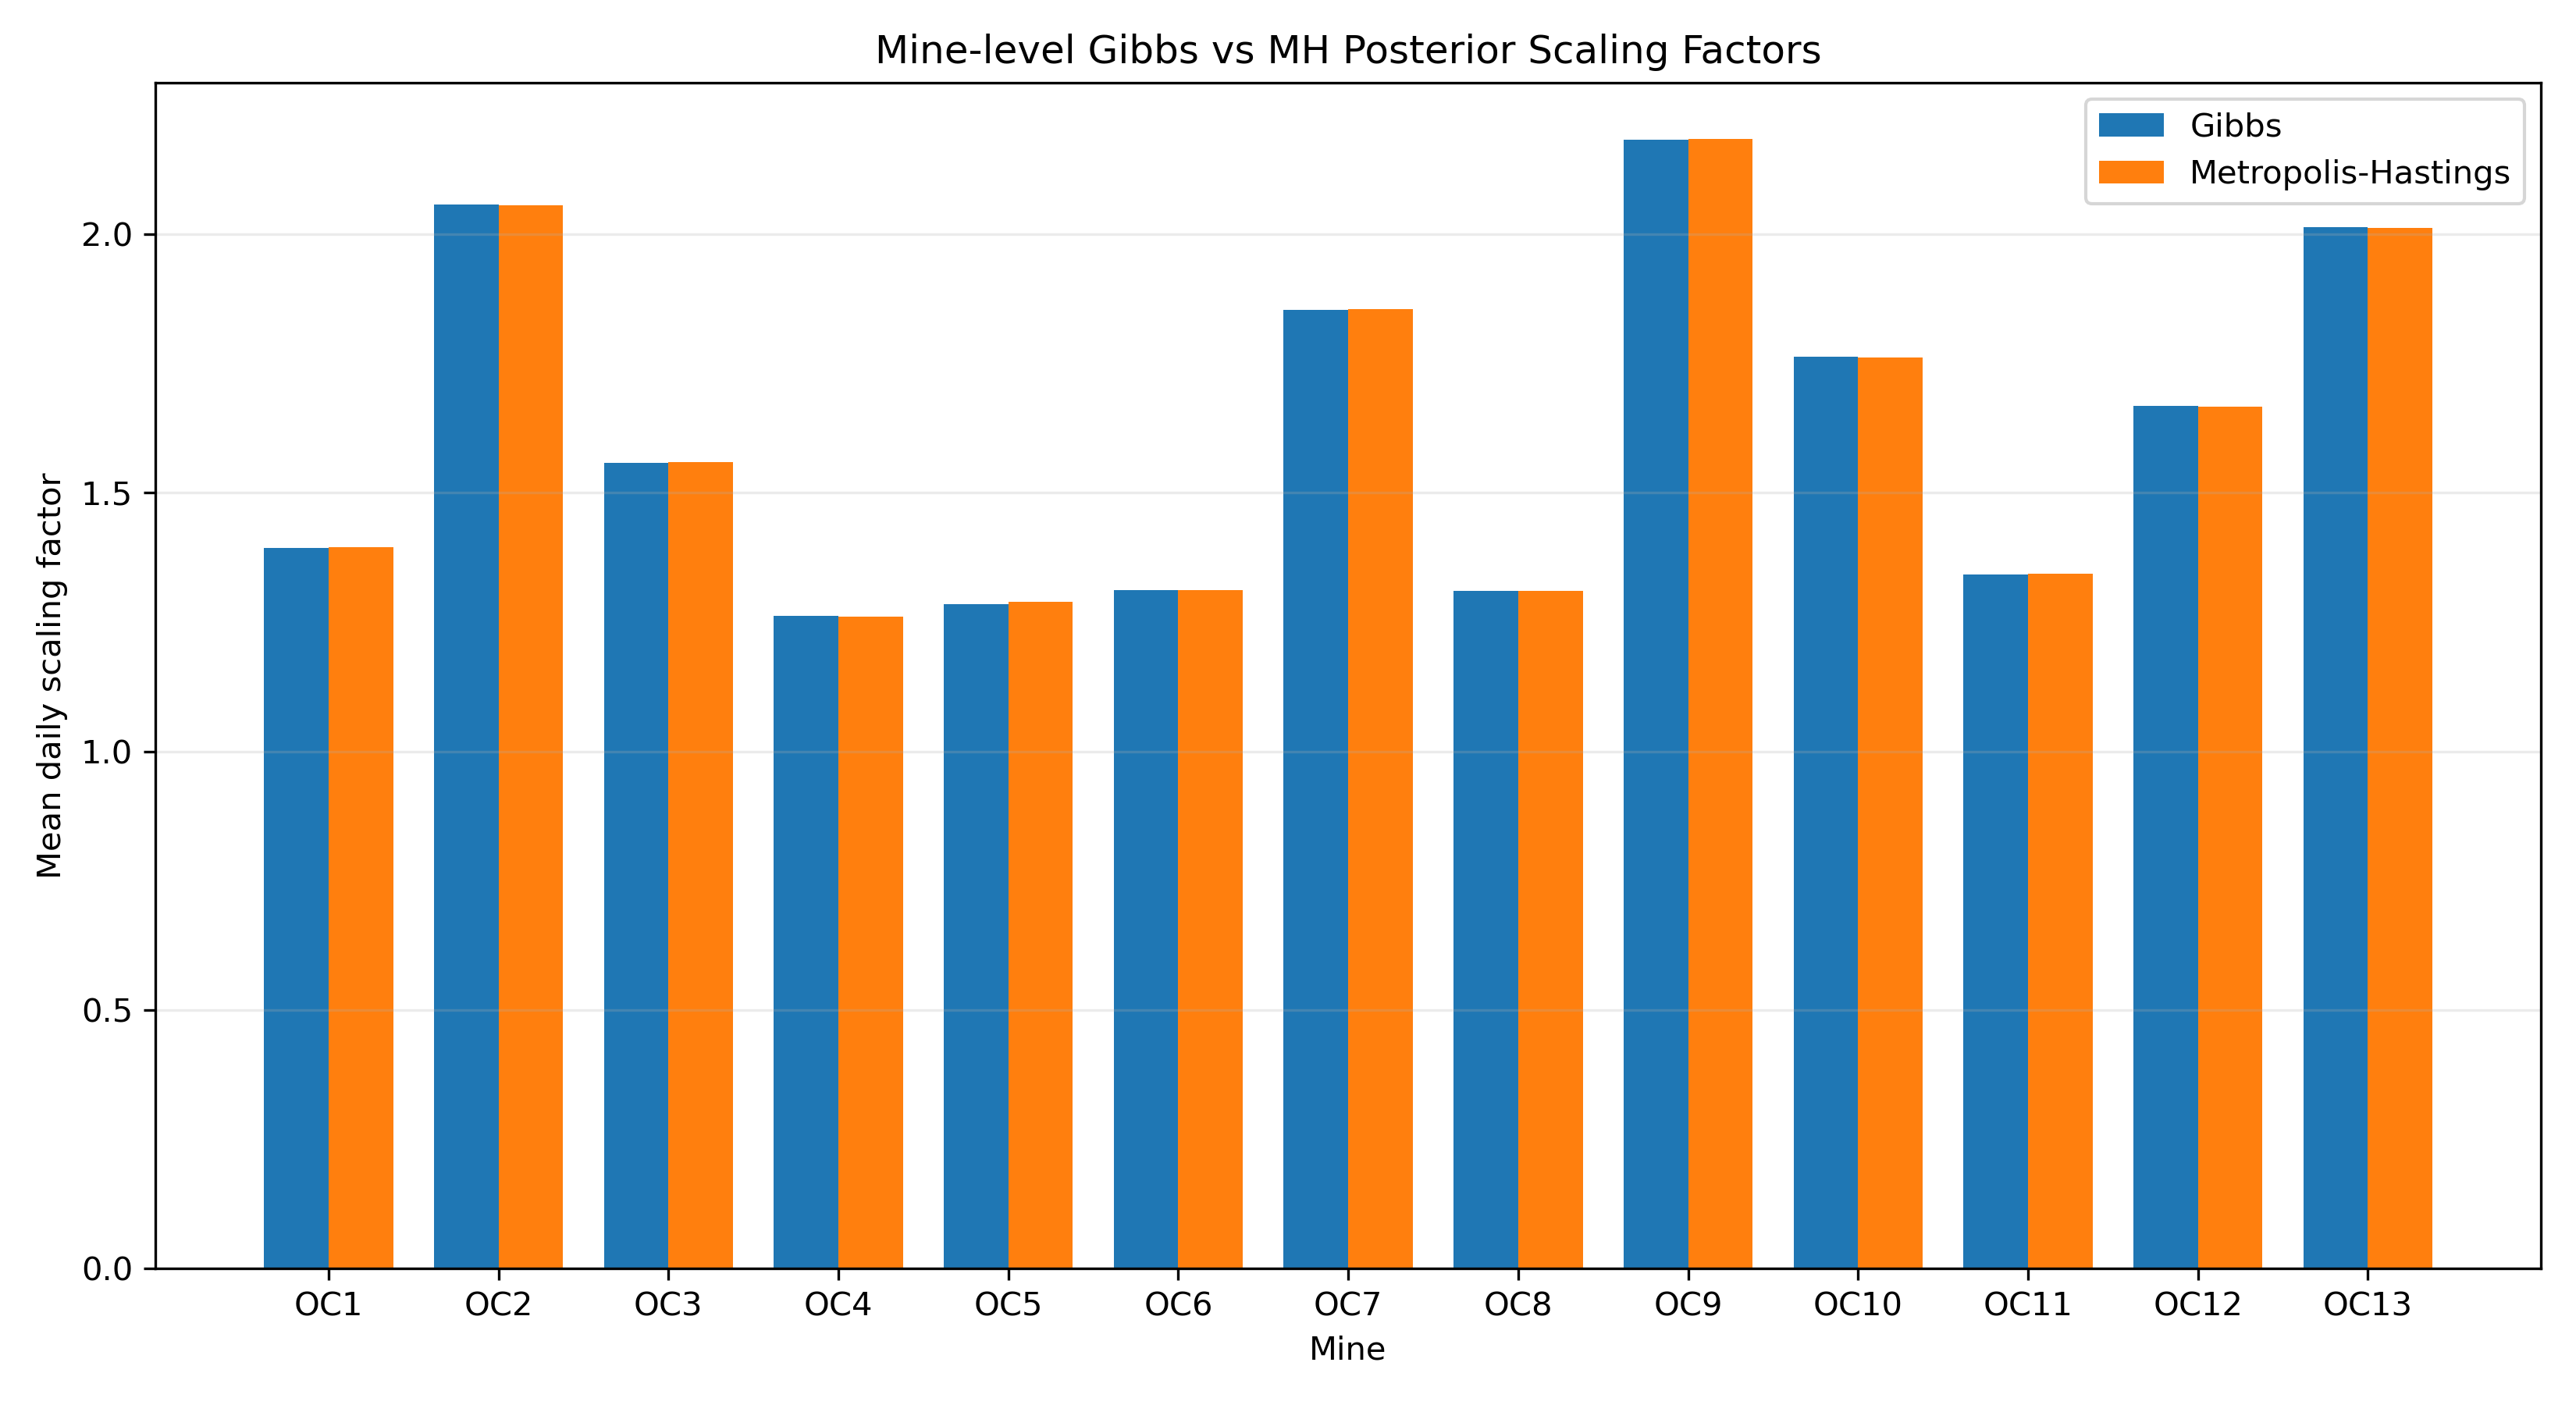 Mine-level Gibbs vs MH Posterior Scaling Factors
Gibbs
Metropolis-Hastings
Mean daily scaling factor
2.0
1.5
1.0
0.5
0.0
OC1 OC2 OC3 OC4 OC5 OC6 OC7 OC8 OC9 OC10 OC11 OC12 OC13
Mine